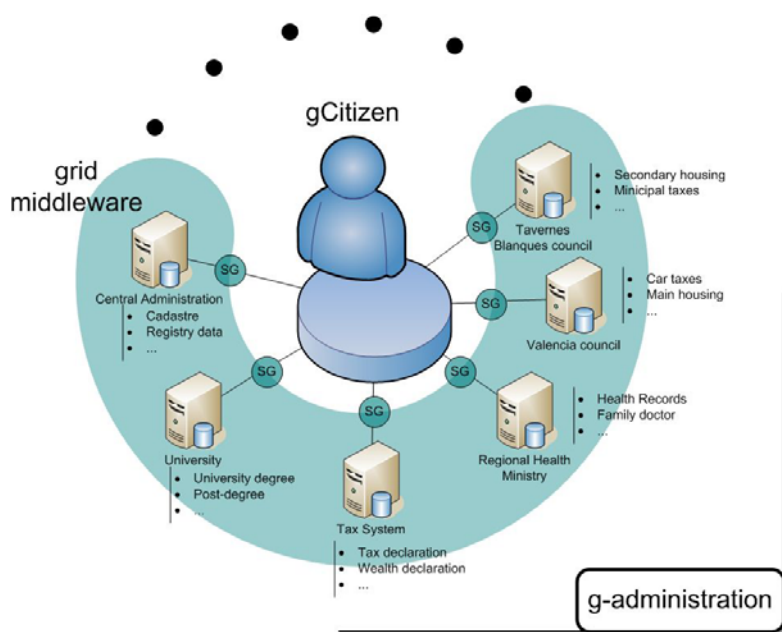 gCitizen
grid
middleware
SG
Central Administration
• Cadastre
• Registry data
• ...
SG
University
• University degree
• Post-degree
• ...
SG
Tax System
• Tax declaration
• Wealth declaration
• ...
SG
Regional Health
Ministry
• Health Records
• Family doctor
• ...
SG
Valencia council
• Car taxes
• Main housing
• ...
SG
Tavernes
Blanques council
• Secondary housing
• Minicipal taxes
• ...
g-administration